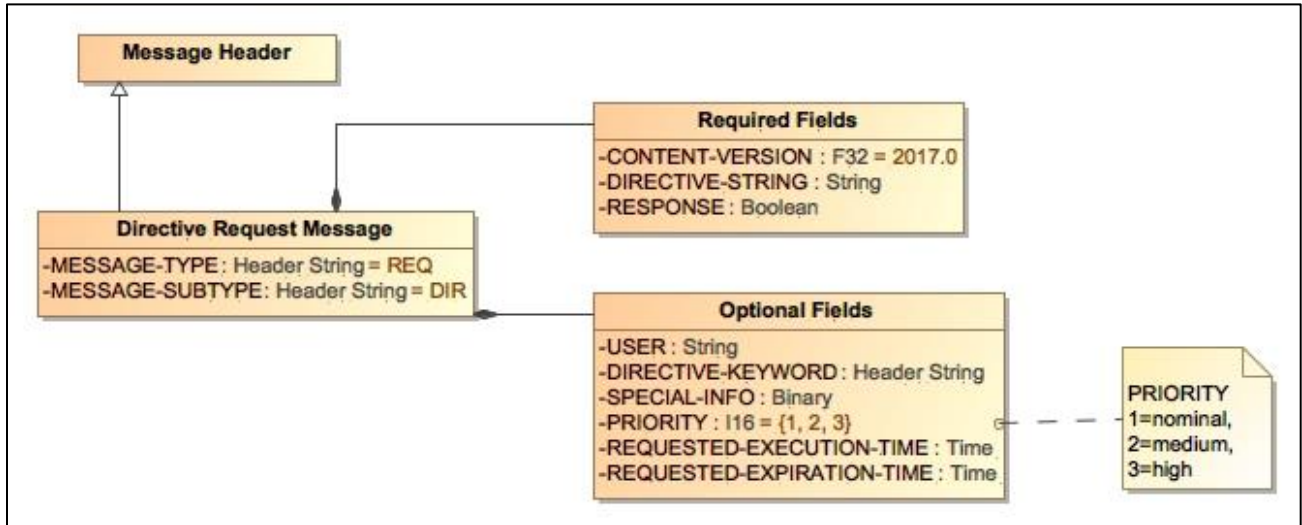 Message Header
Required Fields
-CONTENT-VERSION : F32 = 2017.0
-DIRECTIVE-STRING : String
-RESPONSE : Boolean
Directive Request Message
-MESSAGE-TYPE : Header String = REQ
-MESSAGE-SUBTYPE : Header String = DIR
Optional Fields
-USER : String
-DIRECTIVE-KEYWORD : Header String
-SPECIAL-INFO : Binary
-PRIORITY : I16 = {1, 2, 3}
-REQUESTED-EXECUTION-TIME : Time
-REQUESTED-EXPIRATION-TIME : Time
PRIORITY
1=nominal,
2=medium,
3=high